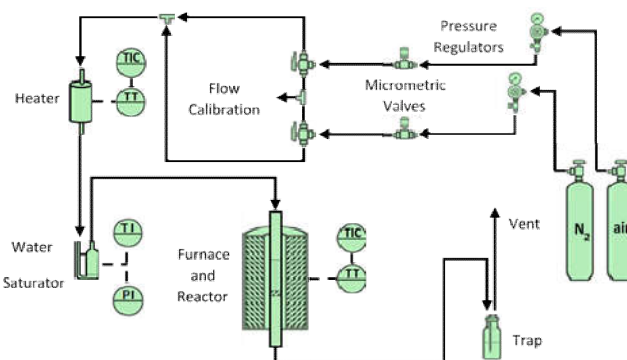 Pressure
Regulators
TIC
Heater
TT
Flow
Calibration
Micrometric
Valves
N2
air
Vent
Water
Saturator
TI
PI
Furnace
and
Reactor
TIC
TT
Trap